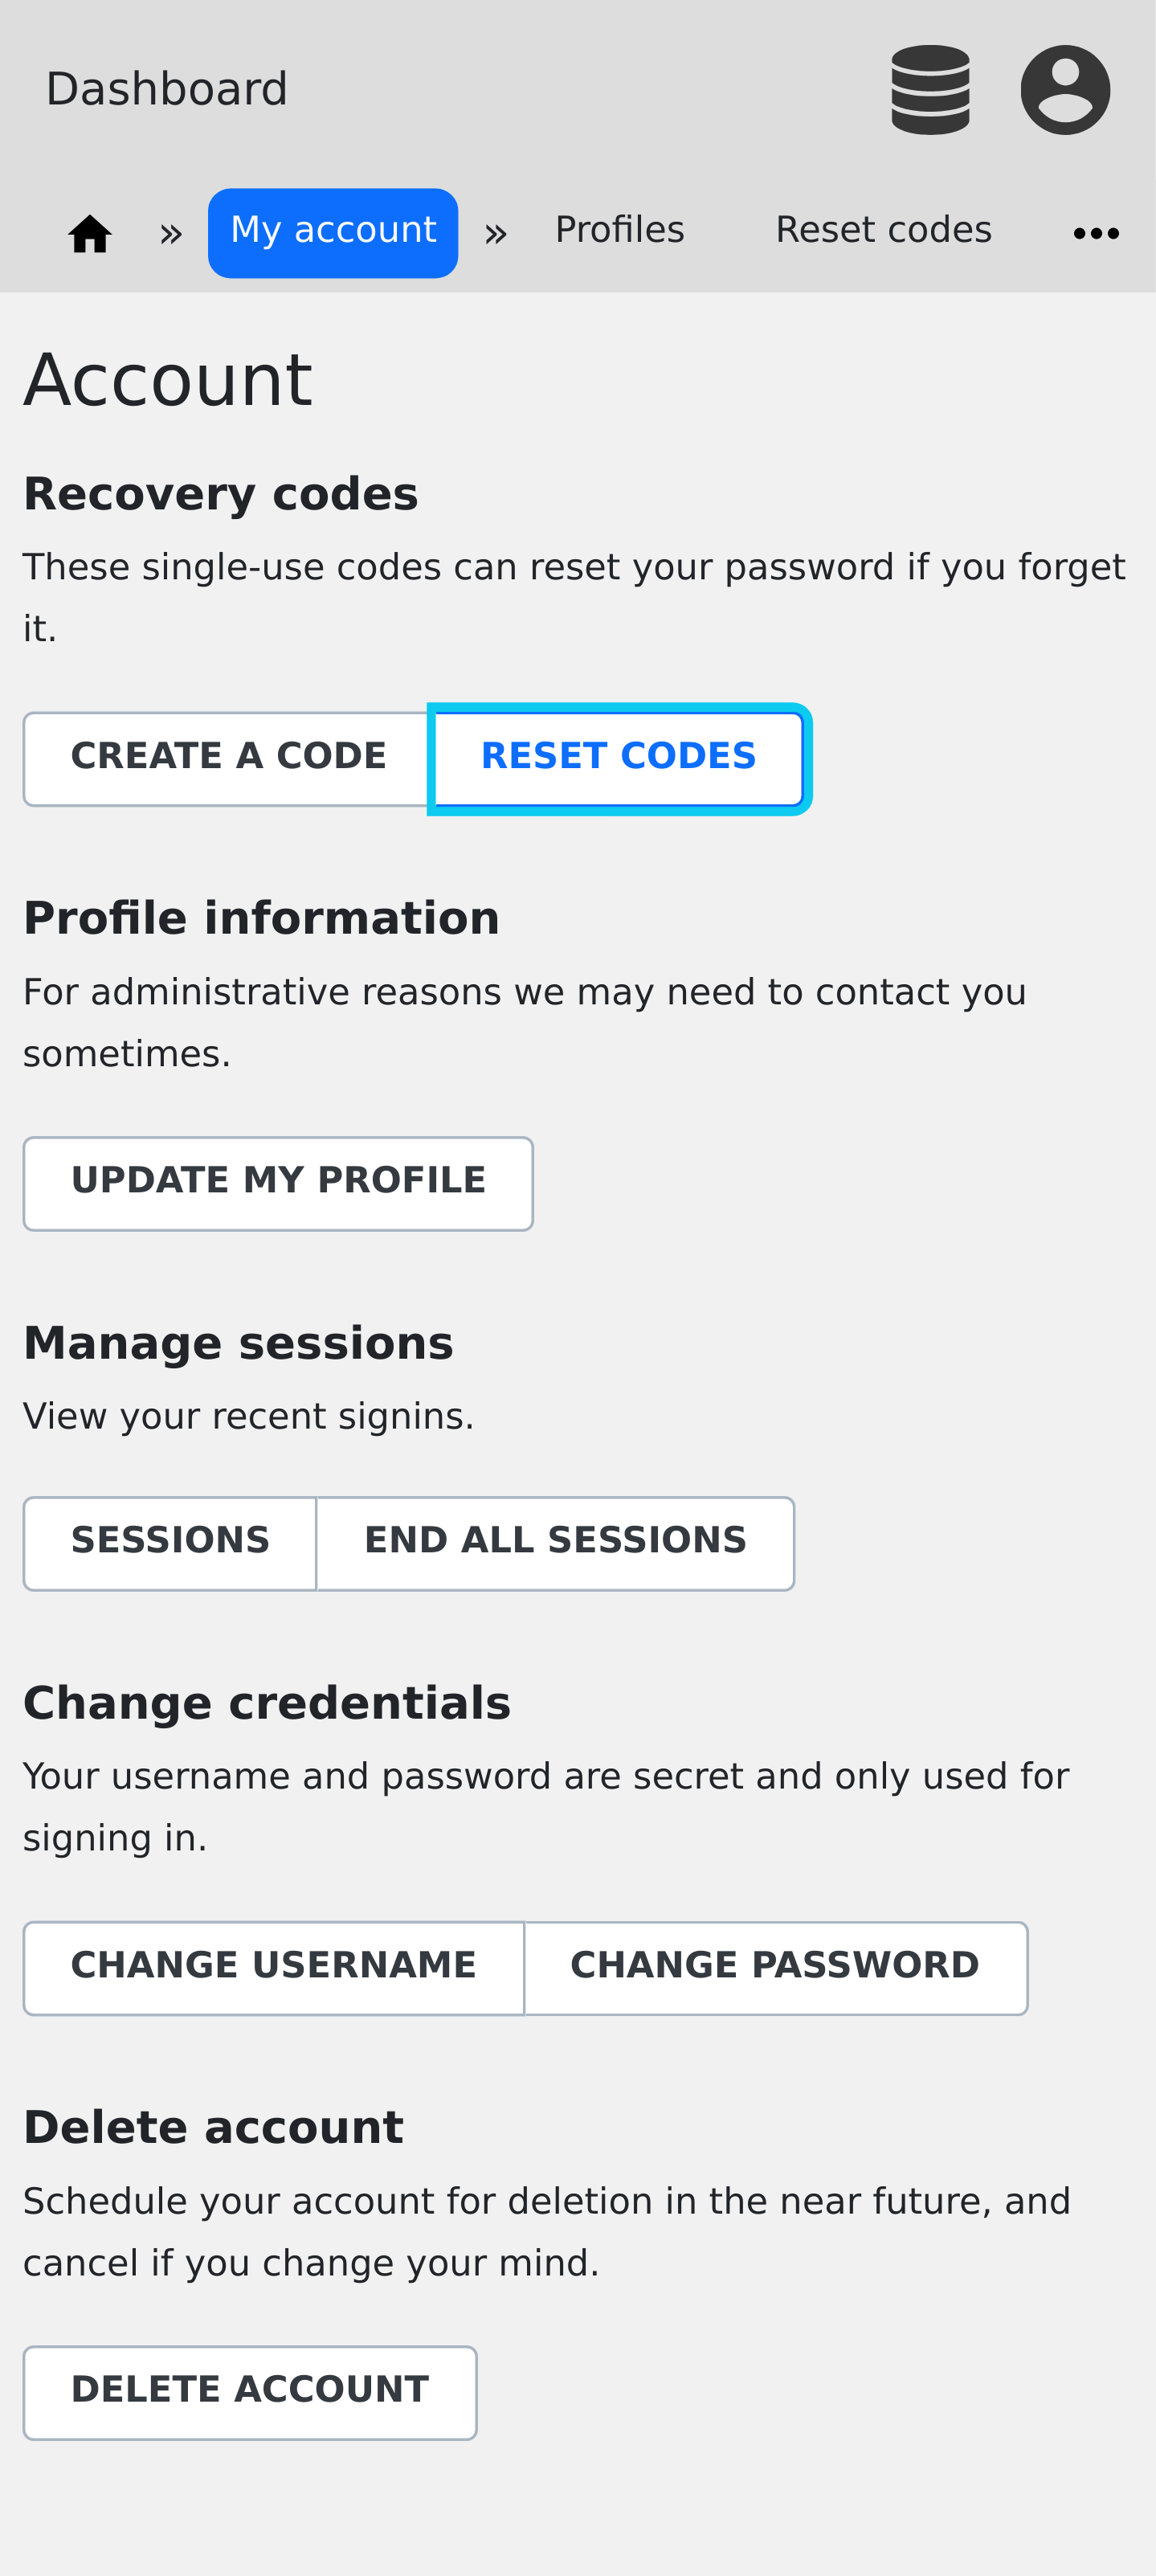 Dashboard
» My account » Profiles Reset codes •••
Account
Recovery codes
These single-use codes can reset your password if you forget
it.
CREATE A CODE RESET CODES
Profile information
For administrative reasons we may need to contact you
sometimes.
UPDATE MY PROFILE
Manage sessions
View your recent signins.
SESSIONS END ALL SESSIONS
Change credentials
Your username and password are secret and only used for
signing in.
CHANGE USERNAME CHANGE PASSWORD
Delete account
Schedule your account for deletion in the near future, and
cancel if you change your mind.
DELETE ACCOUNT